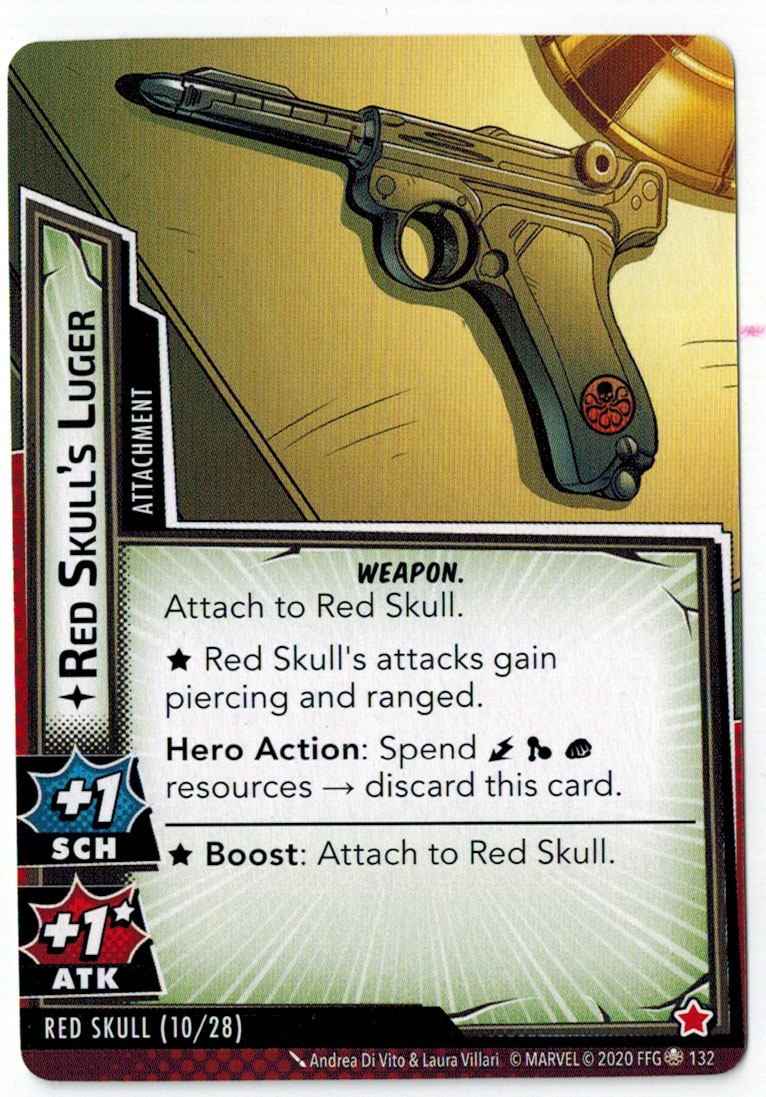 RED SKULL'S LUGER
ATTACHMENT
WEAPON.
Attach to Red Skull.
★ Red Skull's attacks gain
piercing and ranged.
Hero Action: Spend
resources → discard this card.
★ Boost: Attach to Red Skull.
+1
SCH
+1★
ATK
RED SKULL (10/28)
Andrea Di Vito & Laura Villari © MARVEL © 2020 FFG 132